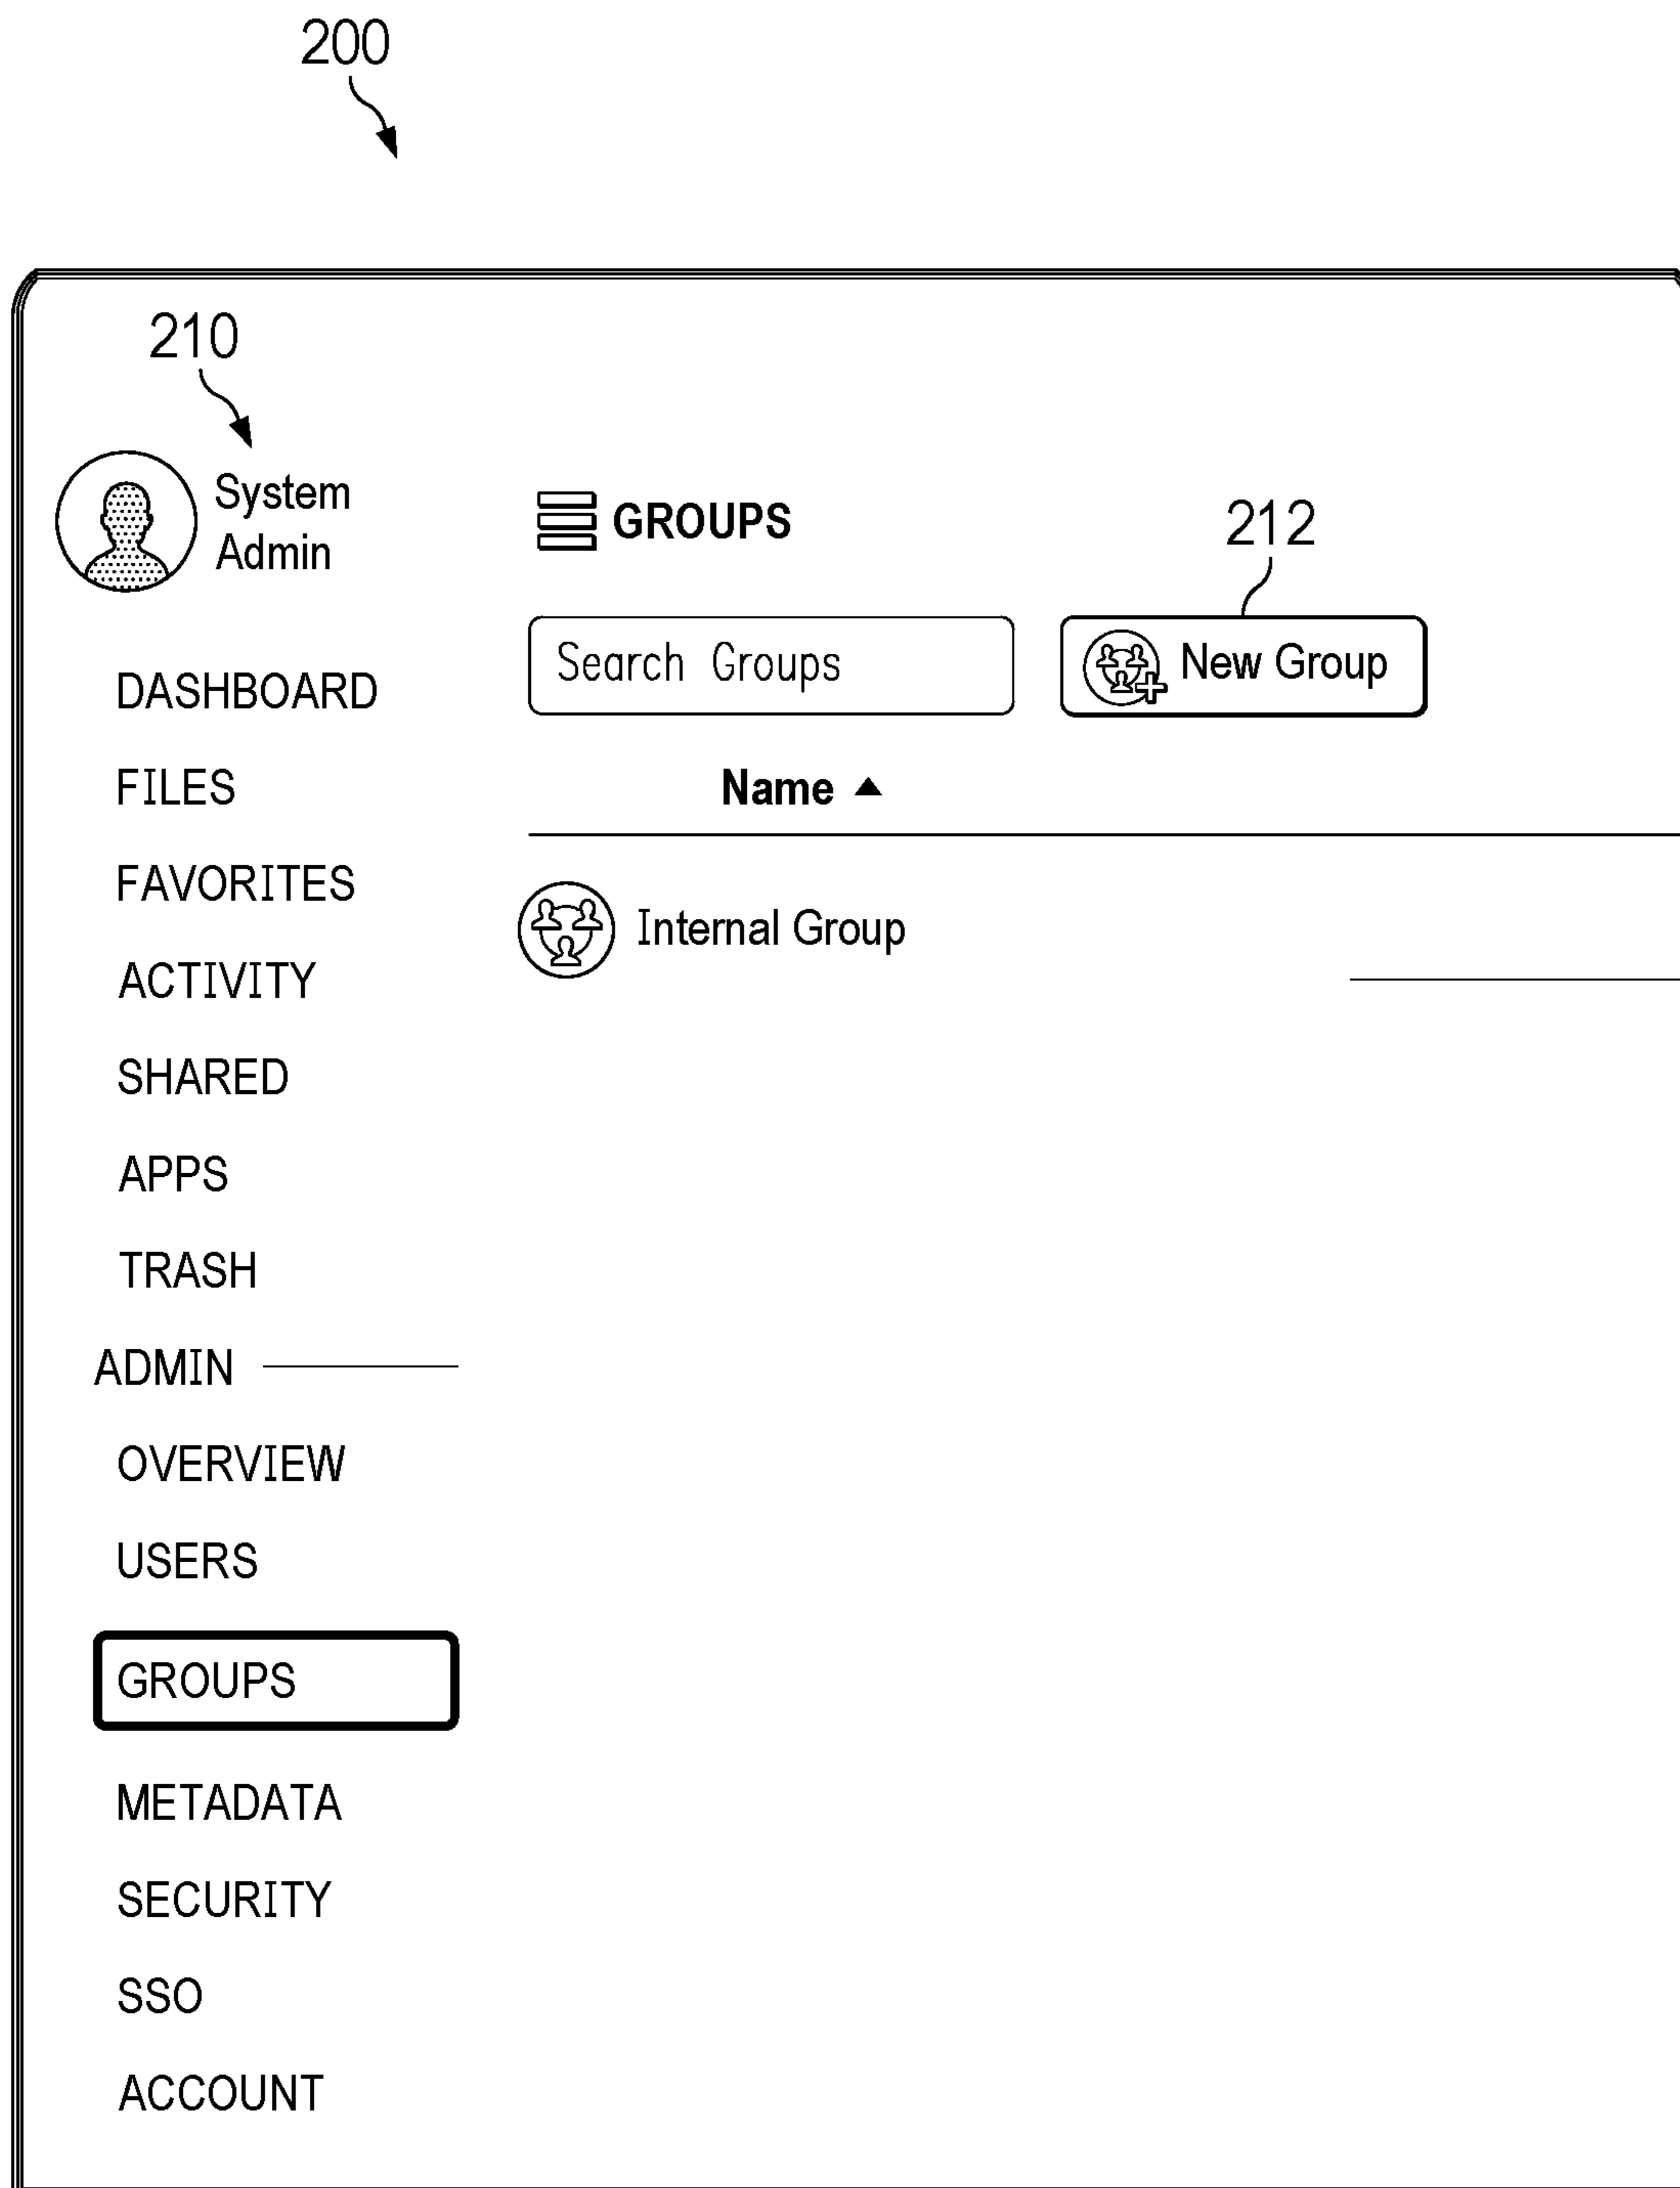 200
210
System
Admin
GROUPS
212
Search Groups
New Group
DASHBOARD
Name
FILES
FAVORITES
Internal Group
ACTIVITY
SHARED
APPS
TRASH
ADMIN
OVERVIEW
USERS
GROUPS
METADATA
SECURITY
SSO
ACCOUNT